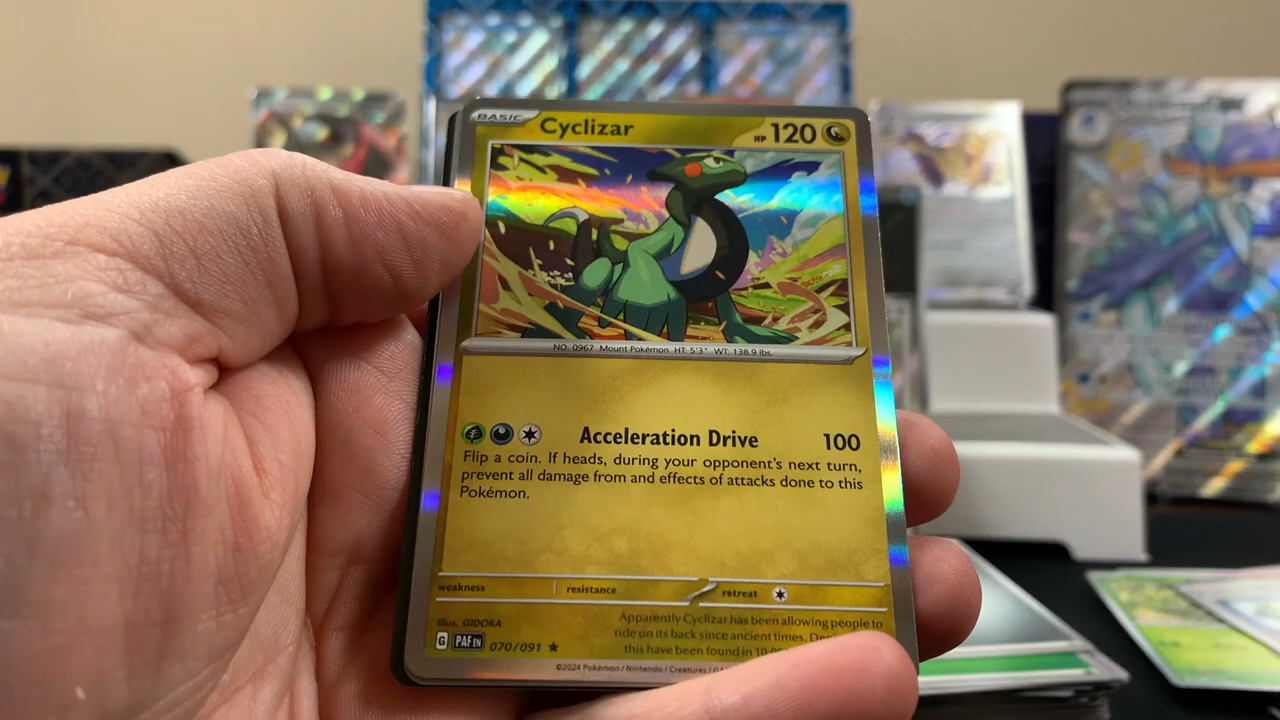 BASIC Cyclizar HP 120
NO. 0967 Mount Pokémon HT: 5'3" WT: 138.9 lbs.
Acceleration Drive 100
Flip a coin. If heads, during your opponent's next turn,
prevent all damage from and effects of attacks done to this
Pokémon.
weakness resistance retreat
Illus. GIDORA
Apparently Cyclizar has been allowing people to
ride on its back since ancient times.
this have been found in
G PAF EN 070/091
©2024 Pokémon / Nintendo / Creatures /